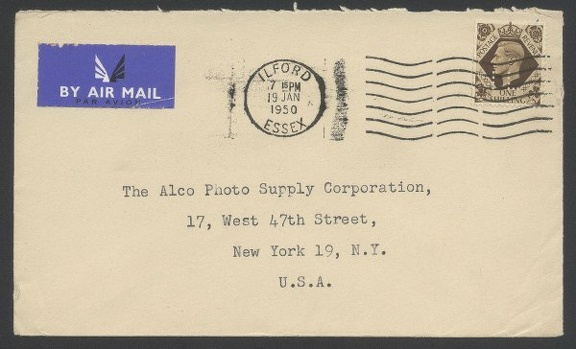 BY AIR MAIL
PAR AVION
ILFORD
7 15PM
19 JAN
1950
ESSEX
POSTAGE REVENUE
ONE
SHILLING
The Alco Photo Supply Corporation,
17, West 47th Street,
New York 19, N.Y.
U.S.A.